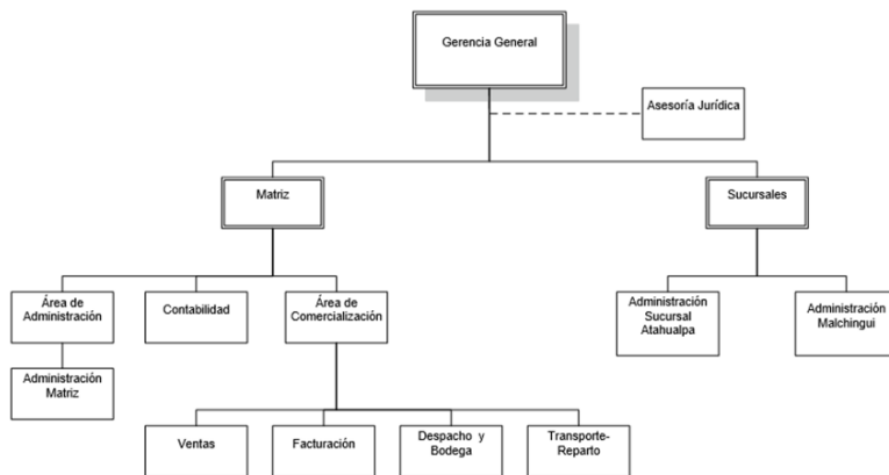 Gerencia General
Asesoría Jurídica
Matriz
Sucursales
Área de
Administración
Contabilidad
Área de
Comercialización
Administración
Sucursal
Atahualpa
Administración
Malchingui
Administración
Matriz
Ventas
Facturación
Despacho y
Bodega
Transporte-
Reparto